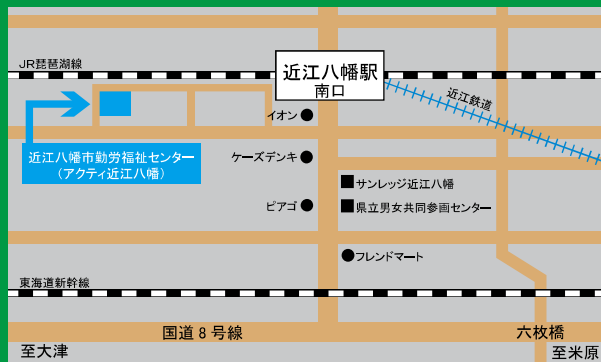 JR琵琶湖線
近江八幡駅
南口
近江鉄道
イオン
近江八幡市勤労福祉センター
（アクティ近江八幡）
ケーズデンキ
サンレッジ近江八幡
ピアゴ
県立男女共同参画センター
フレンドマート
東海道新幹線
国道８号線
六枚橋
至大津
至米原